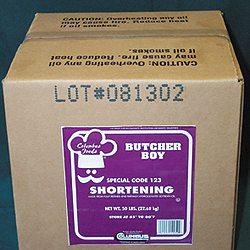 CAUTION: Overheating any oil
may cause fire. Reduce heat
if oil smokes.
CAUTION: Overheating any oil
may cause fire. Reduce heat
if oil smokes.
LOT#081302
Columbus
Foods
BUTCHER
BOY
SPECIAL CODE 123
SHORTENING
NET WT. 50 LBS. (22.68 kg)
COLUMBUS